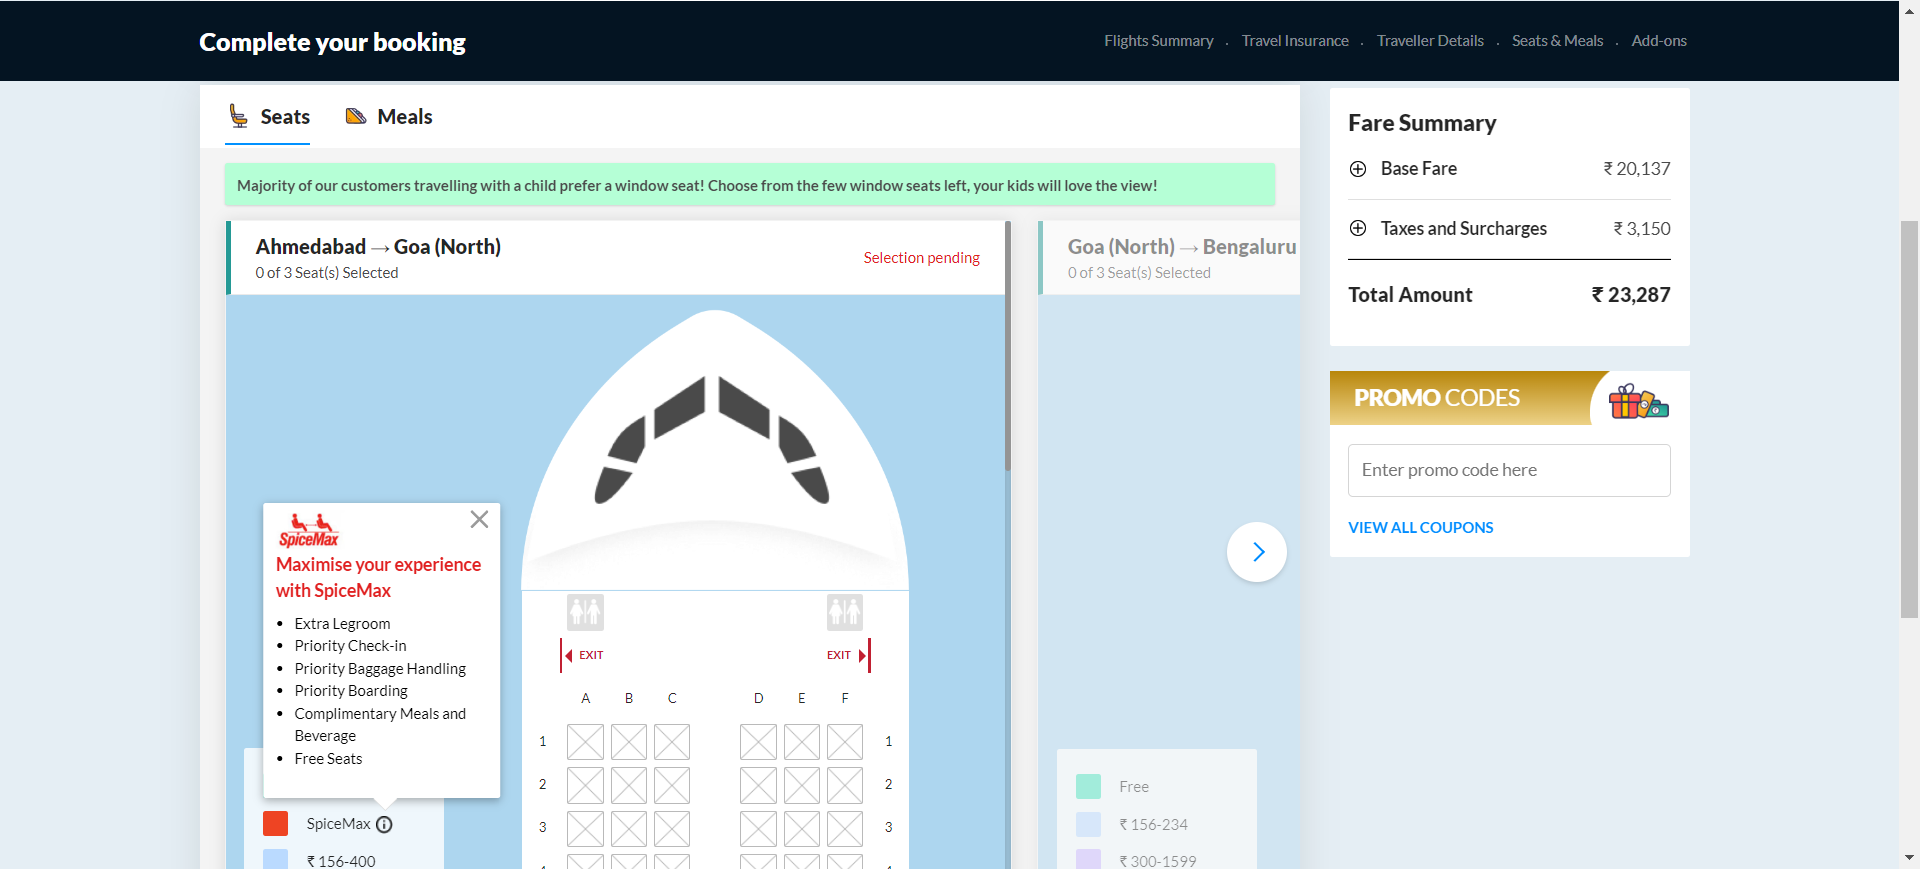 Complete your booking
Flights Summary . Travel Insurance . Traveller Details . Seats & Meals . Add-ons
Seats
Meals
Majority of our customers travelling with a child prefer a window seat! Choose from the few window seats left, your kids will love the view!
Ahmedabad → Goa (North)
0 of 3 Seat(s) Selected
Selection pending
Goa (North) → Bengaluru
0 of 3 Seat(s) Selected
SpiceMax
Maximise your experience
with SpiceMax
• Extra Legroom
• Priority Check-in
• Priority Baggage Handling
• Priority Boarding
• Complimentary Meals and
Beverage
• Free Seats
SpiceMax
₹ 156-400
EXIT EXIT
A B C D E F
1 1
2 2
3 3
Free
₹ 156-234
₹ 300-1599
Fare Summary
Base Fare ₹ 20,137
Taxes and Surcharges ₹ 3,150
Total Amount ₹ 23,287
PROMO CODES
Enter promo code here
VIEW ALL COUPONS